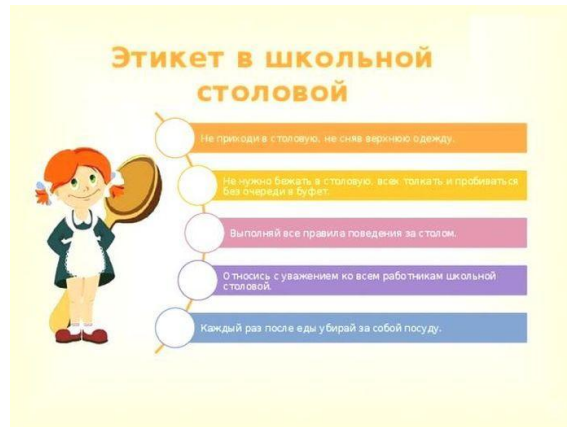 Этикет в школьной
столовой
Не приходи в столовую, не сняв верхнюю одежду.
Не нужно бежать в столовую, всех толкать и пробиваться
без очереди в буфет.
Выполняй все правила поведения за столом.
Относись с уважением ко всем работникам школьной
столовой.
Каждый раз после еды убирай за собой посуду.